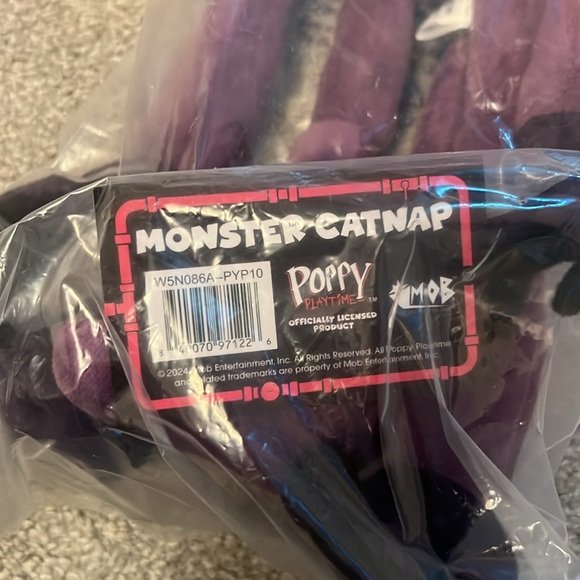 MONSTER CATNAP
W5N086A-PYP10
POPPY
PLAYTIME™
OFFICIALLY LICENSED
PRODUCT
MOB
070 97122 6
© 2024 Mob Entertainment, Inc. All Rights Reserved. All Poppy Playtime
and related trademarks are property of Mob Entertainment, Inc.